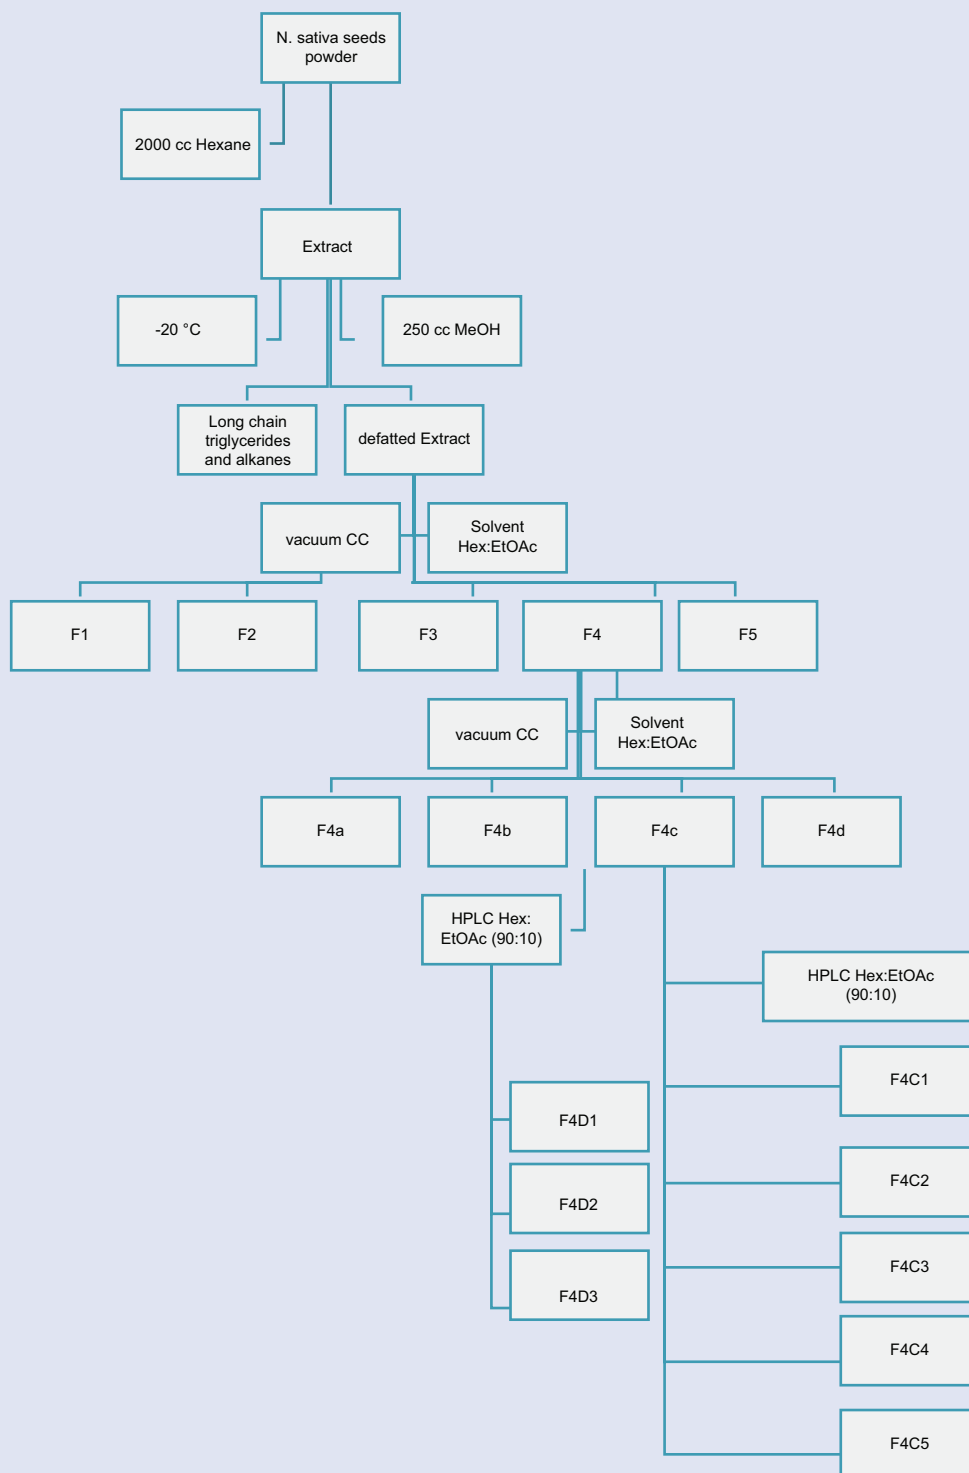 N. sativa seeds
powder
2000 cc Hexane
Extract
-20 °C
250 cc MeOH
Long chain
triglycerides
and alkanes
defatted Extract
vacuum CC
Solvent
Hex:EtOAc
F1
F2
F3
F4
F5
vacuum CC
Solvent
Hex:EtOAc
F4a
F4b
F4c
F4d
HPLC Hex:
EtOAc (90:10)
HPLC Hex:EtOAc
(90:10)
F4C1
F4D1
F4C2
F4D2
F4C3
F4D3
F4C4
F4C5